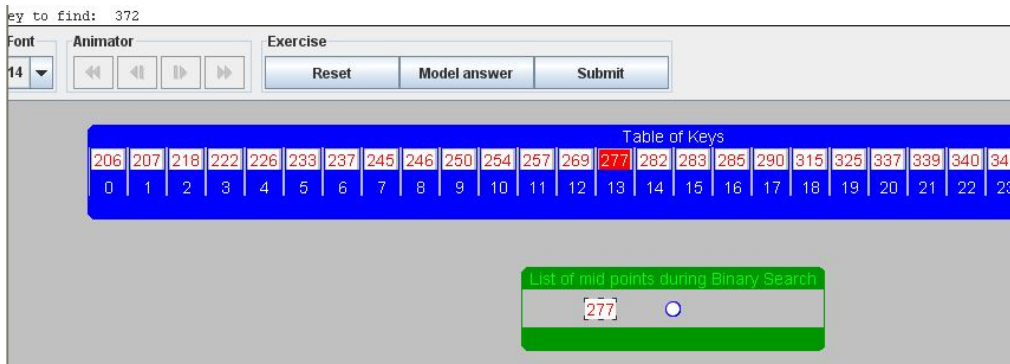 ey to find: 372
Font Animator Exercise
14 Reset Model answer Submit
Table of Keys
206 207 218 222 226 233 237 245 246 250 254 257 269 277 282 283 285 290 315 325 337 339 340 34
0 1 2 3 4 5 6 7 8 9 10 11 12 13 14 15 16 17 18 19 20 21 22 23
List of mid points during Binary Search
277